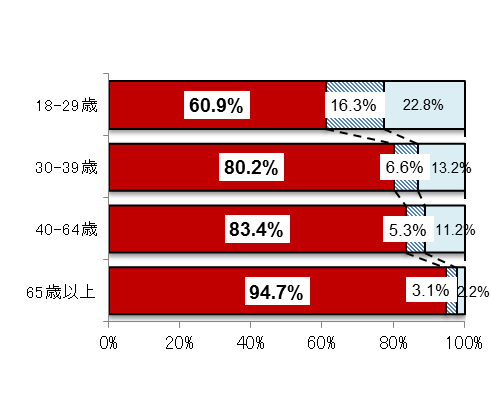 18-29歳 60.9% 16.3% 22.8%
30-39歳 80.2% 6.6% 13.2%
40-64歳 83.4% 5.3% 11.2%
65歳以上 94.7% 3.1% 2.2%
0% 20% 40% 60% 80% 100%